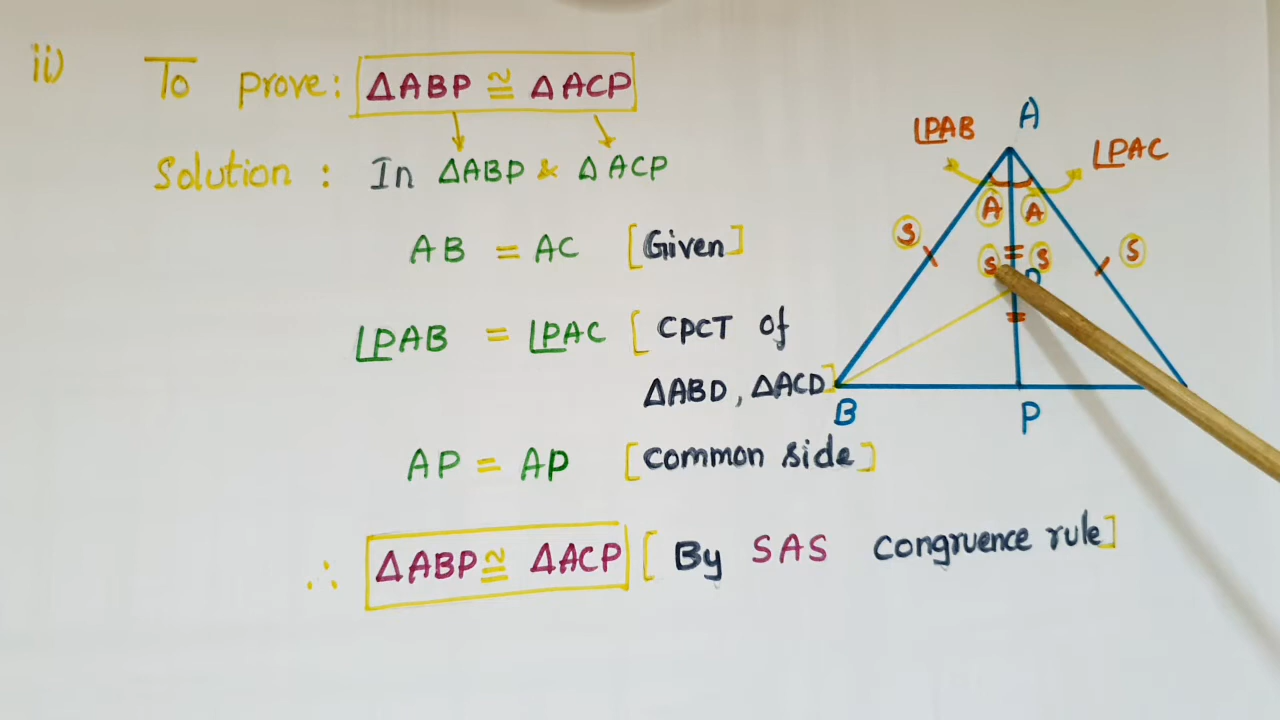 ii) To prove: ΔABP ≅ ΔACP
Solution: In ΔABP & ΔACP
AB = AC [Given]
∠PAB = ∠PAC [CPCT of
ΔABD, ΔACD]
AP = AP [common side]
∴ ΔABP ≅ ΔACP [By SAS congruence rule]
A
∠PAB
∠PAC
A A
S
S S
S
B
P